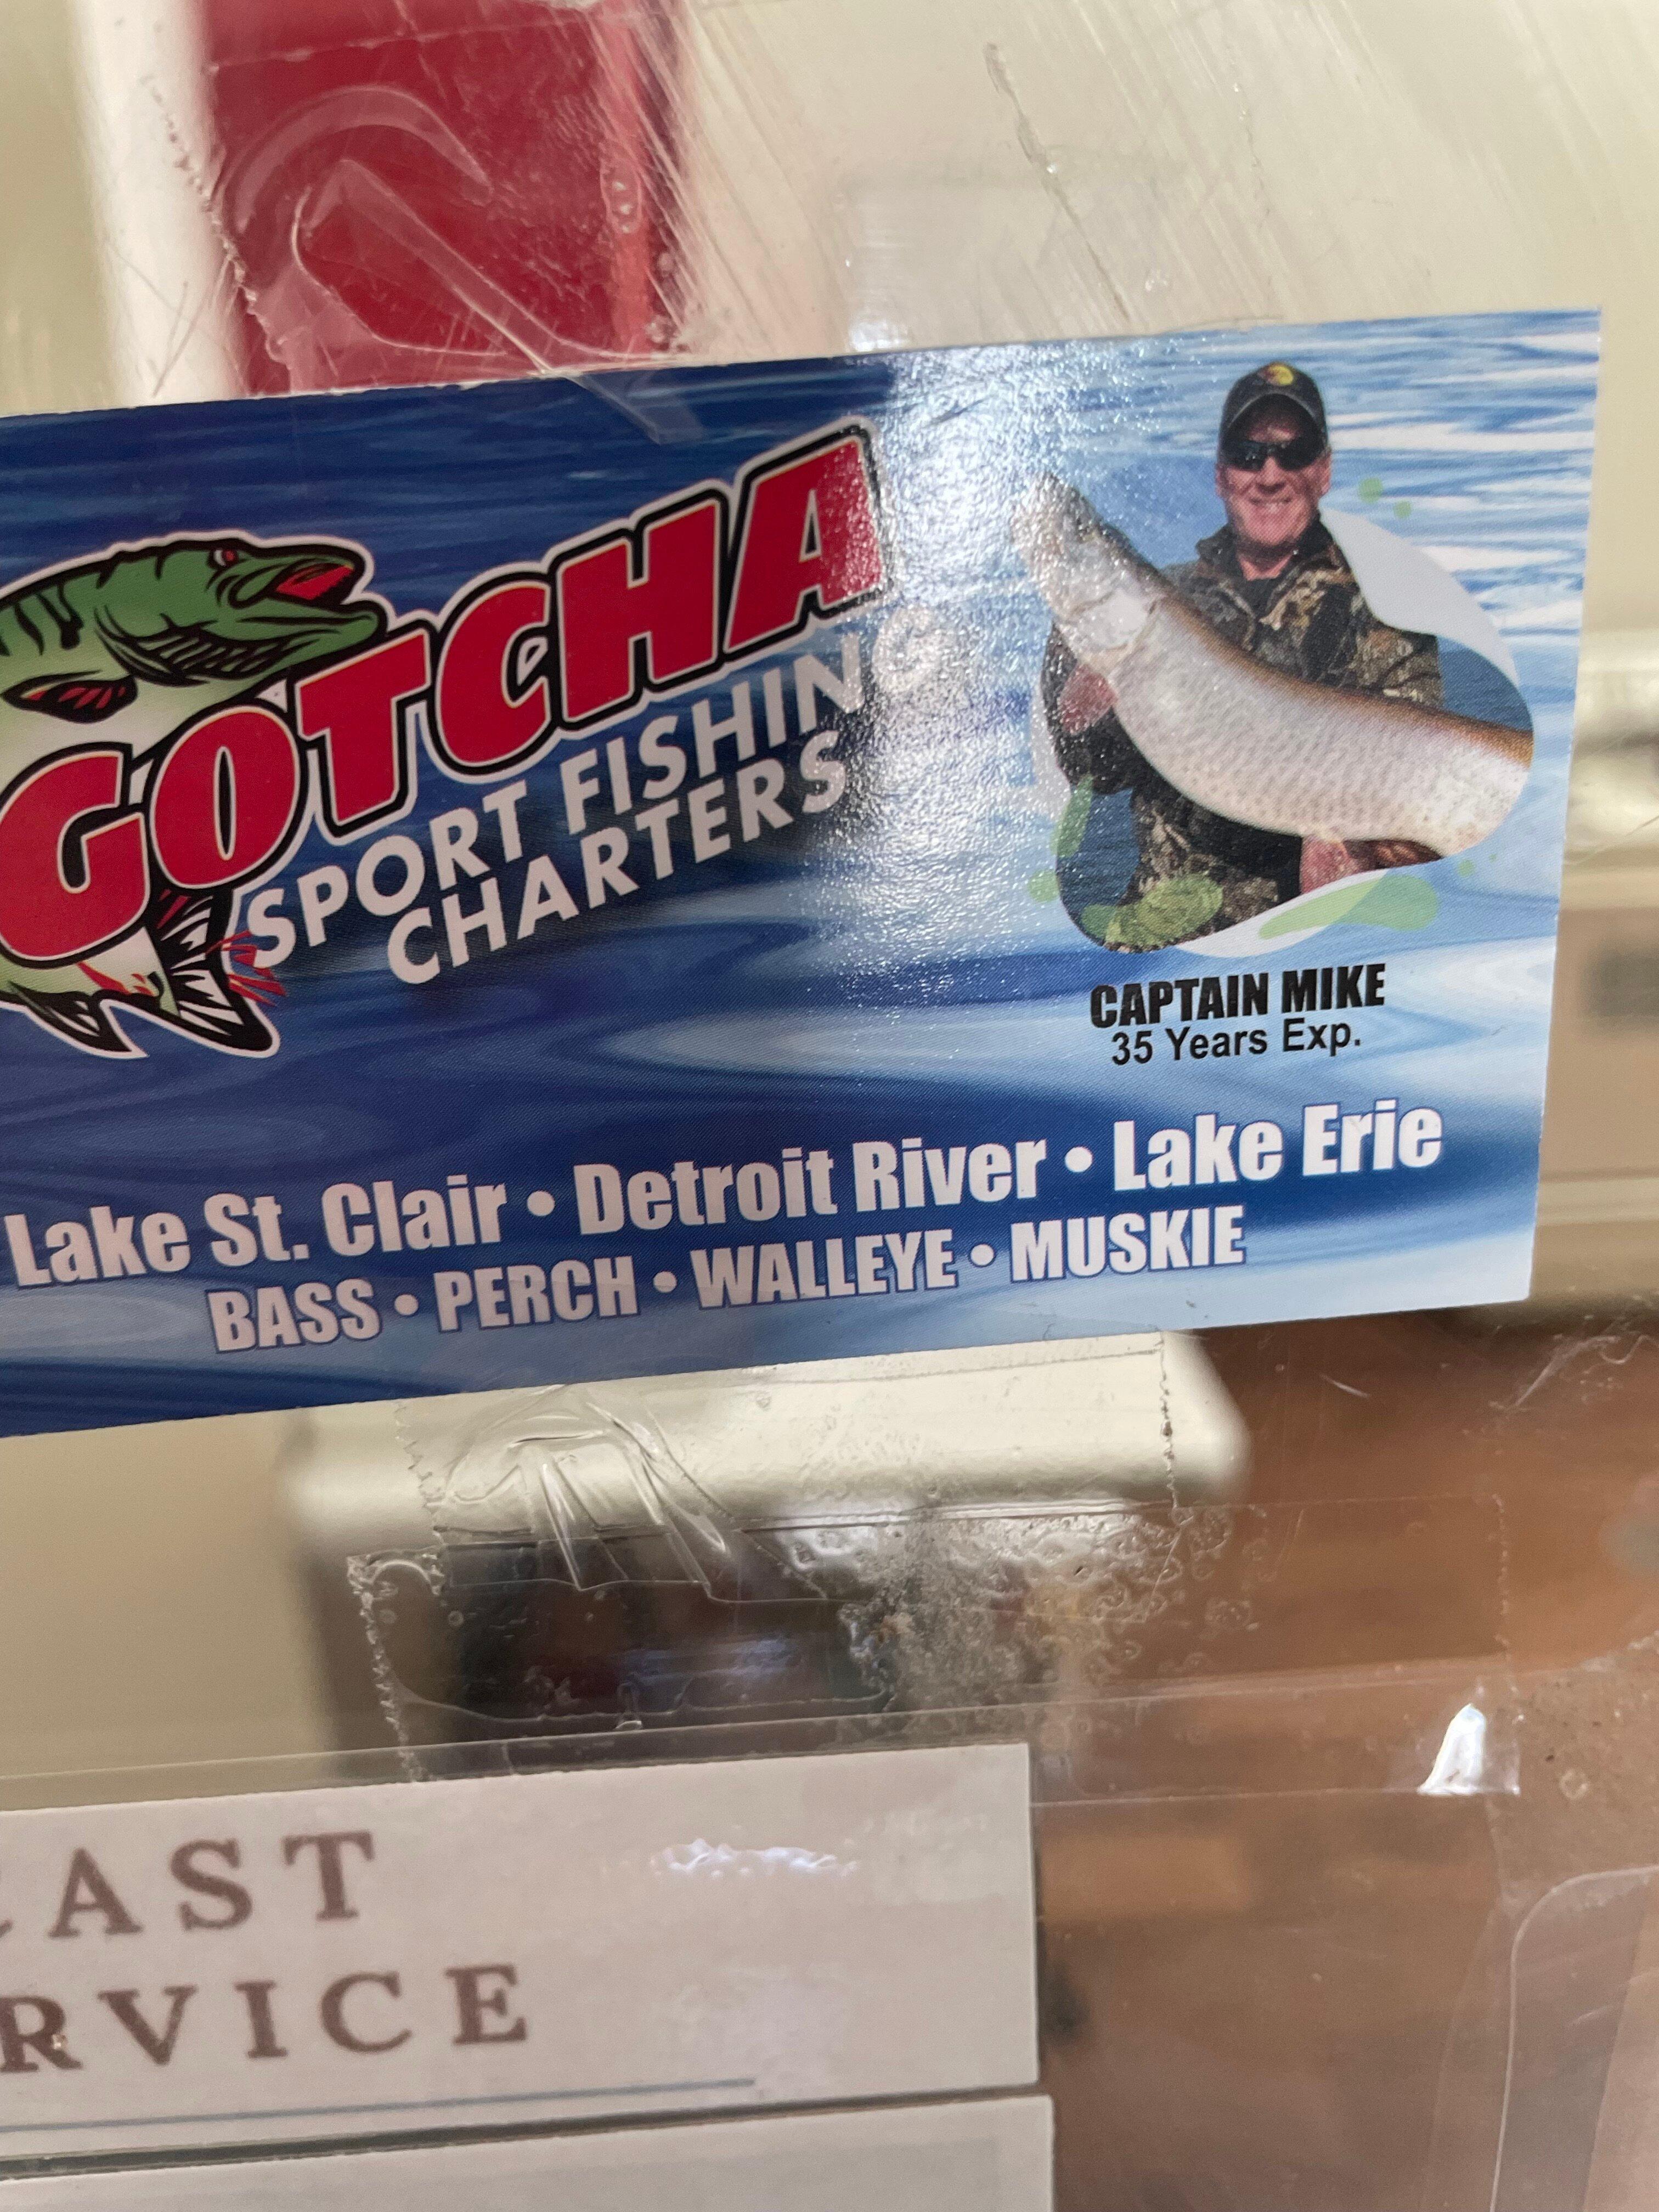 GOTCHA
SPORT FISHING
CHARTERS
CAPTAIN MIKE
35 Years Exp.
Lake St. Clair • Detroit River • Lake Erie
BASS • PERCH • WALLEYE • MUSKIE
AST
RVICE